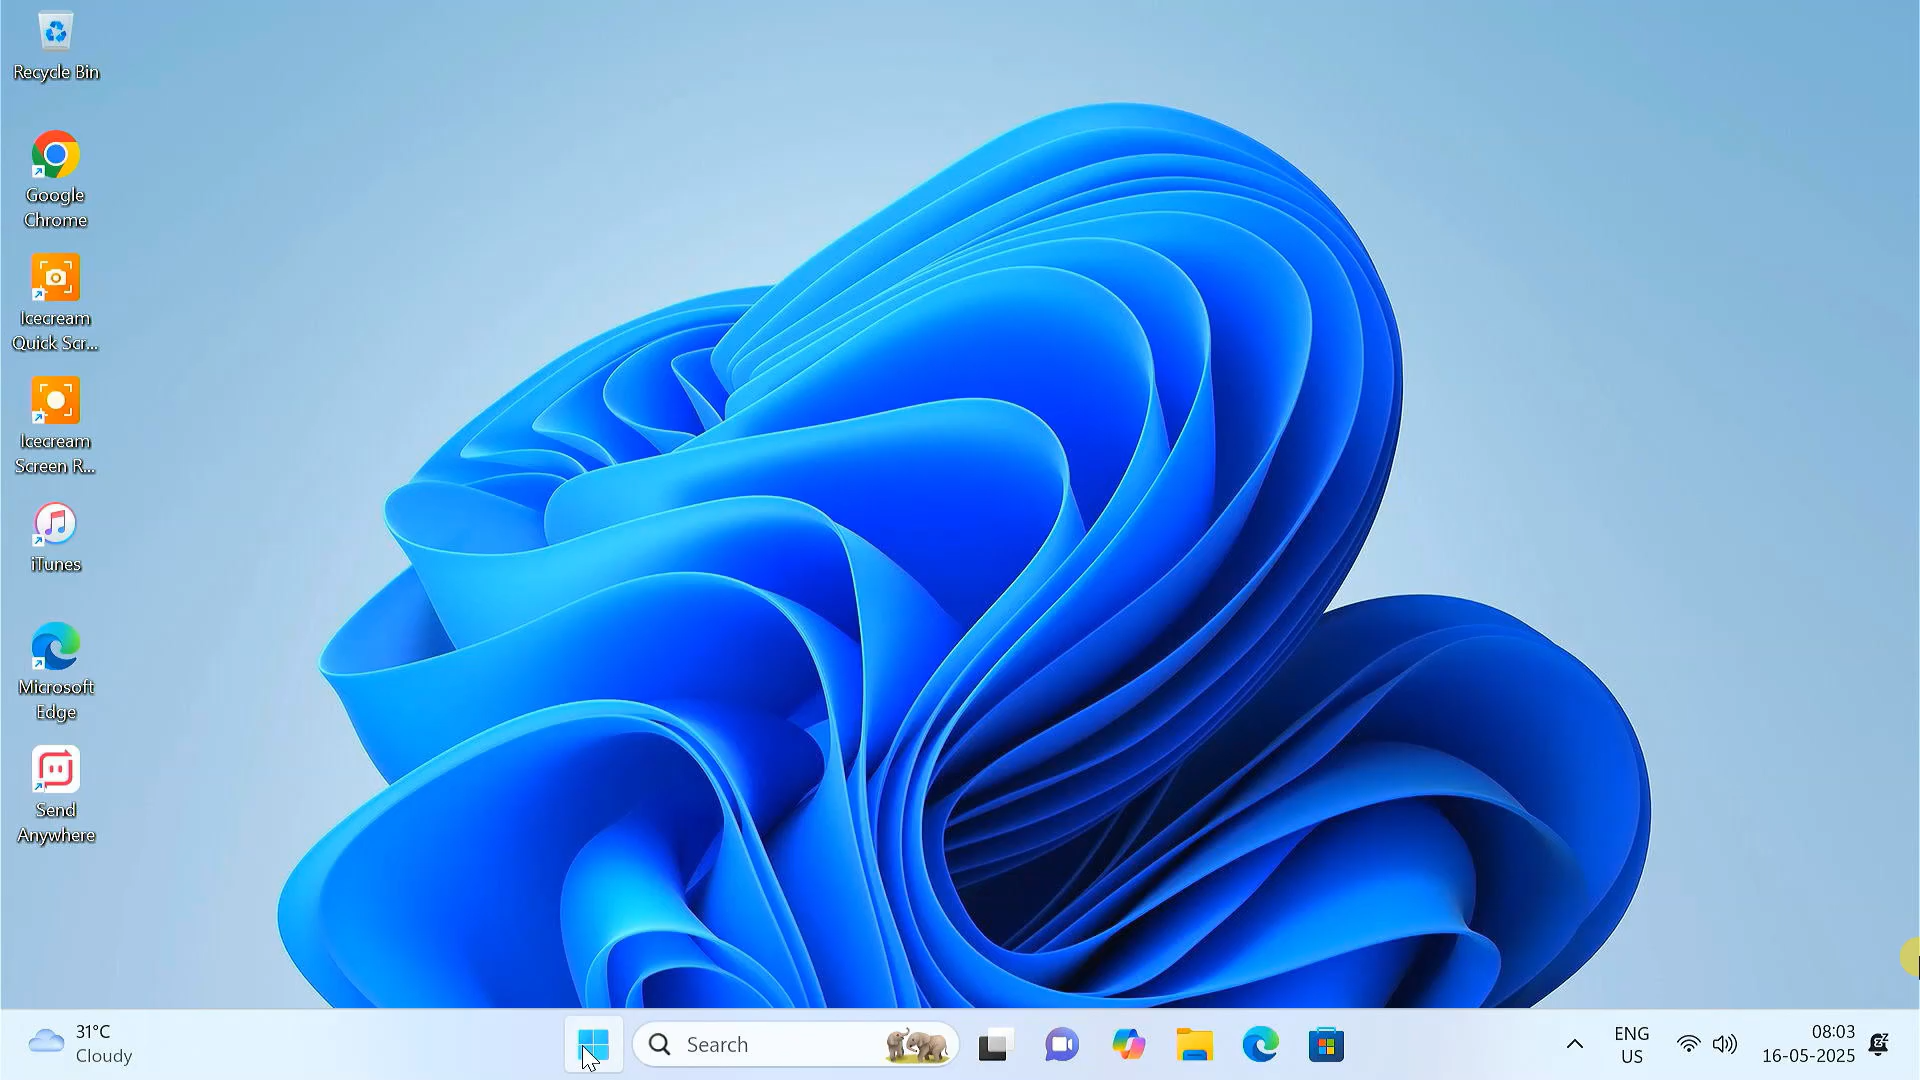 Recycle Bin
Google
Chrome
Icecream
Quick Scr...
Icecream
Screen R...
iTunes
Microsoft
Edge
Send
Anywhere
31°C
Cloudy
Search
ENG
US
08:03
16-05-2025